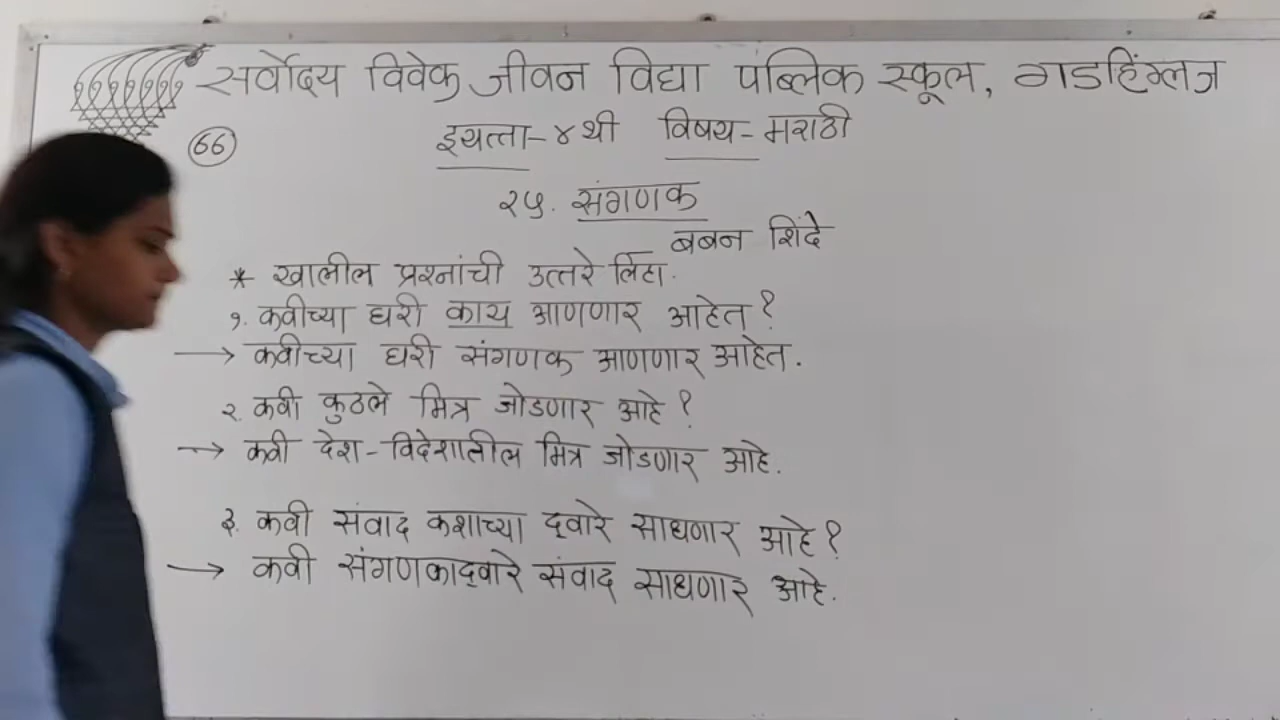 सर्वोदय विवेक जीवन विद्या पब्लिक स्कूल, गडहिंग्लज
66
इयत्ता-४थी विषय-मराठी
२५. संगणक
बबन शिंदे
* खालील प्रश्नांची उत्तरे लिहा.
१. कवीच्या घरी काय आणणार आहेत?
→ कवीच्या घरी संगणक आणणार आहेत.
२. कवी कुठले मित्र जोडणार आहे?
→ कवी देश-विदेशातील मित्र जोडणार आहे.
३. कवी संवाद कशाच्या द्वारे साधणार आहे?
→ कवी संगणकाद्वारे संवाद साधणार आहे.